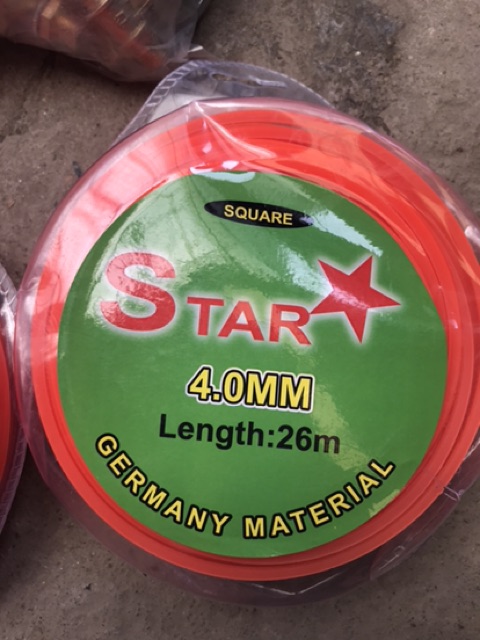 SQUARE
STAR
4.0MM
Length:26m
GERMANY MATERIAL